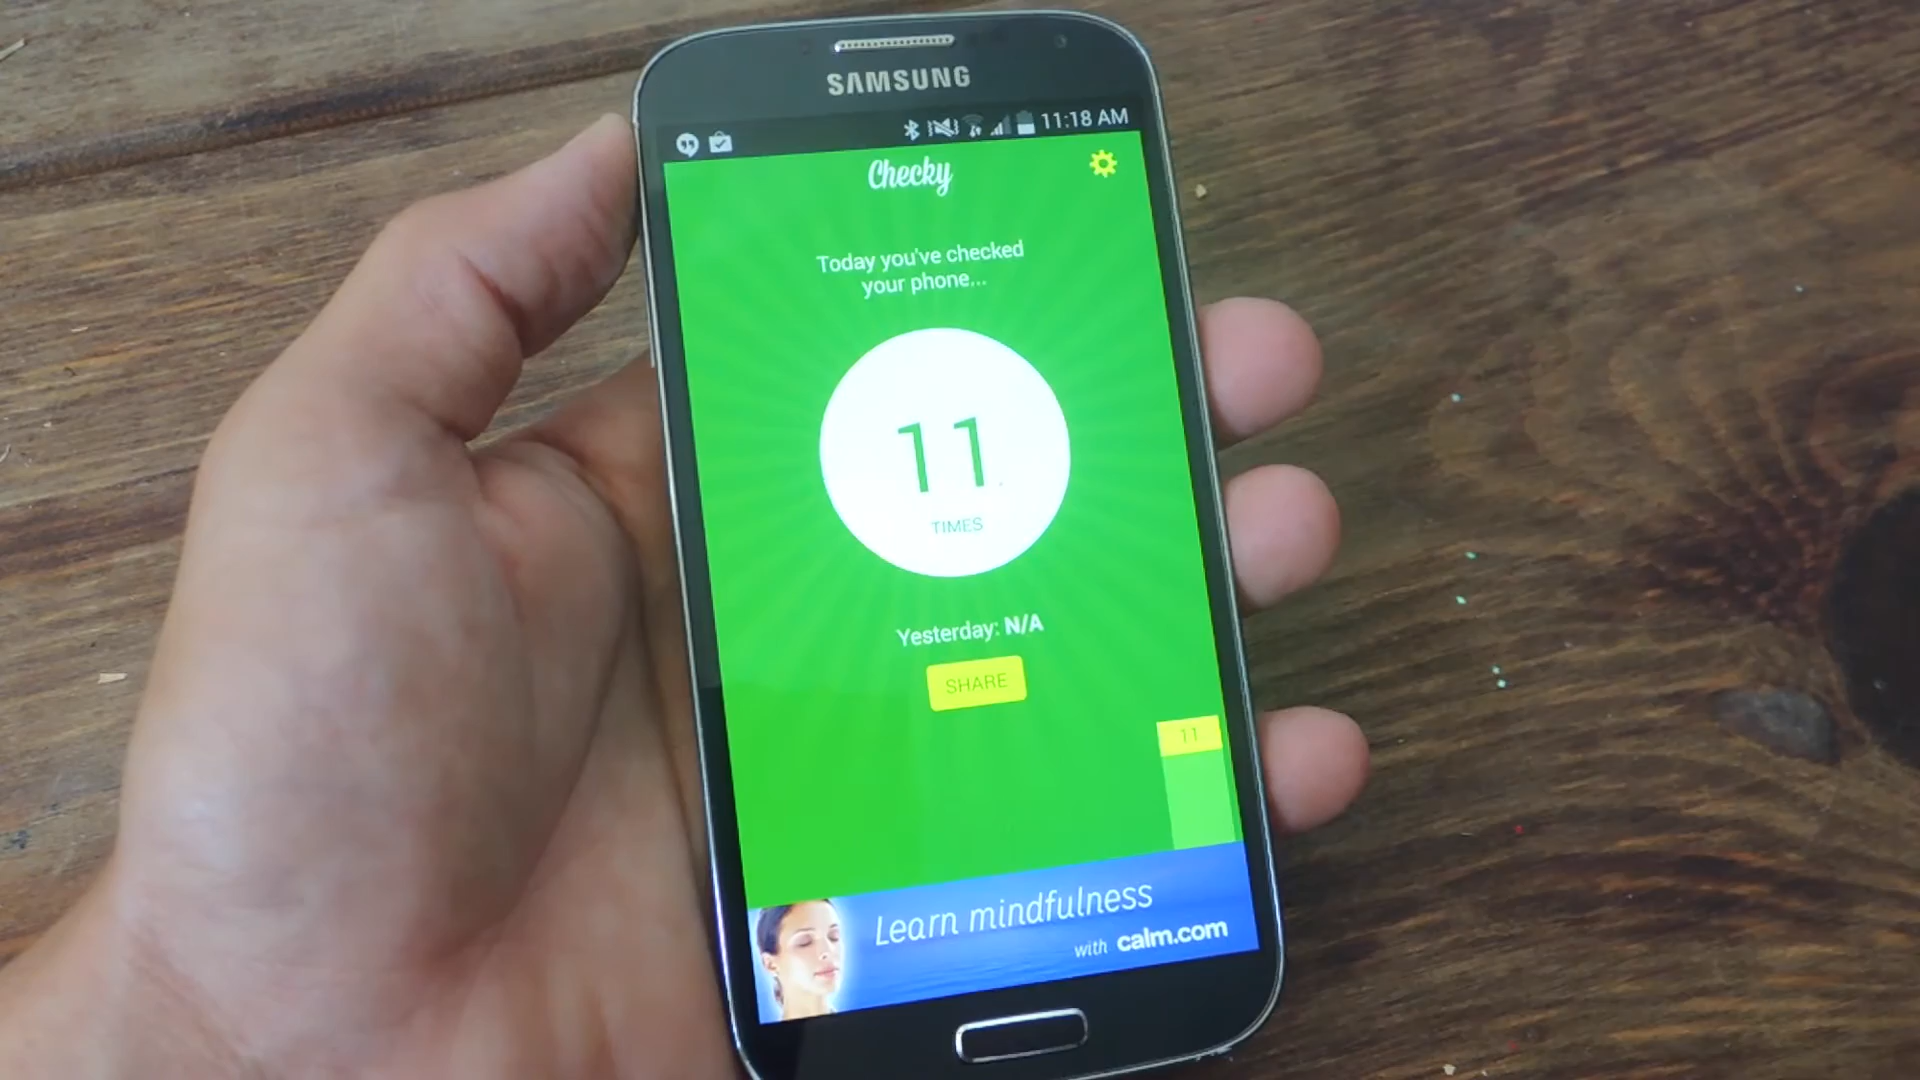 SAMSUNG
11:18 AM
Checky
Today you've checked
your phone...
11
TIMES
Yesterday: N/A
SHARE
11
Learn mindfulness
with calm.com